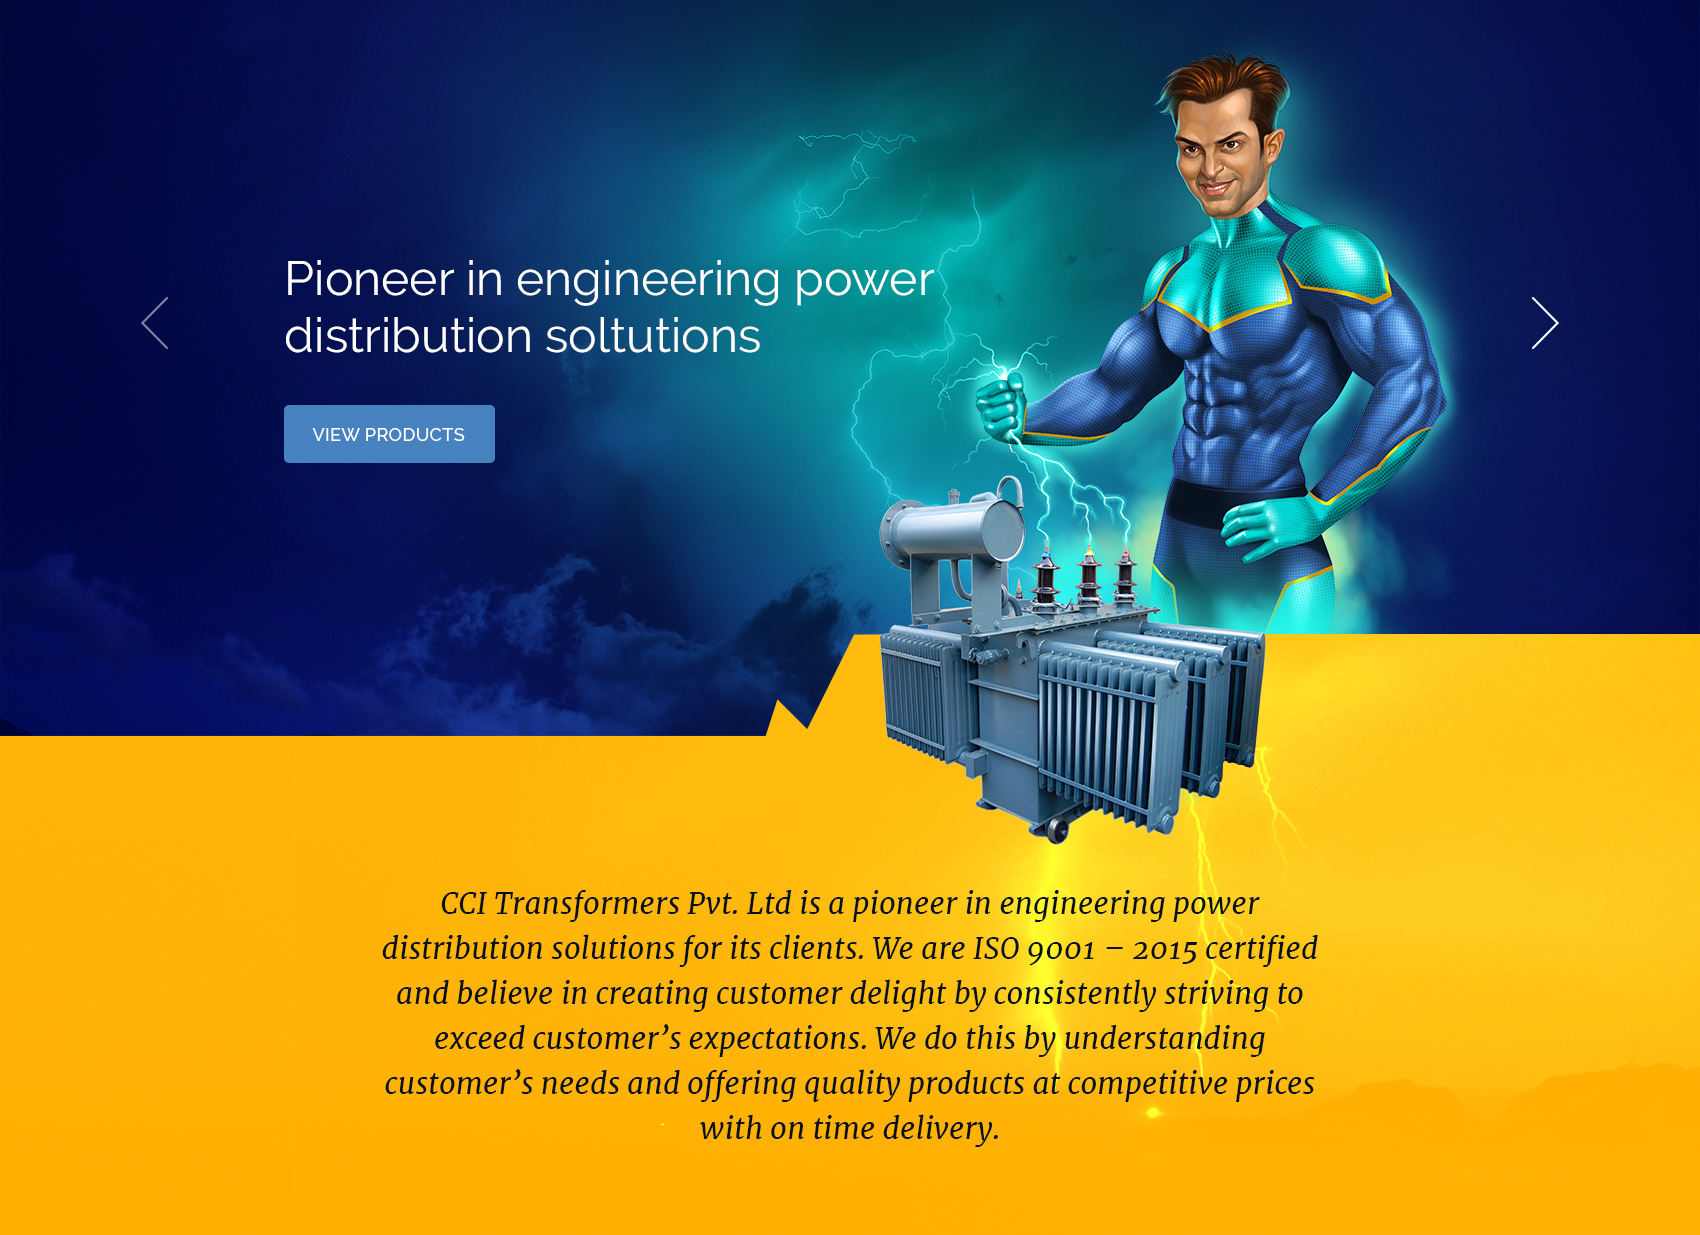 Pioneer in engineering power
distribution soltutions
VIEW PRODUCTS
CCI Transformers Pvt. Ltd is a pioneer in engineering power
distribution solutions for its clients. We are ISO 9001 – 2015 certified
and believe in creating customer delight by consistently striving to
exceed customer’s expectations. We do this by understanding
customer’s needs and offering quality products at competitive prices
with on time delivery.